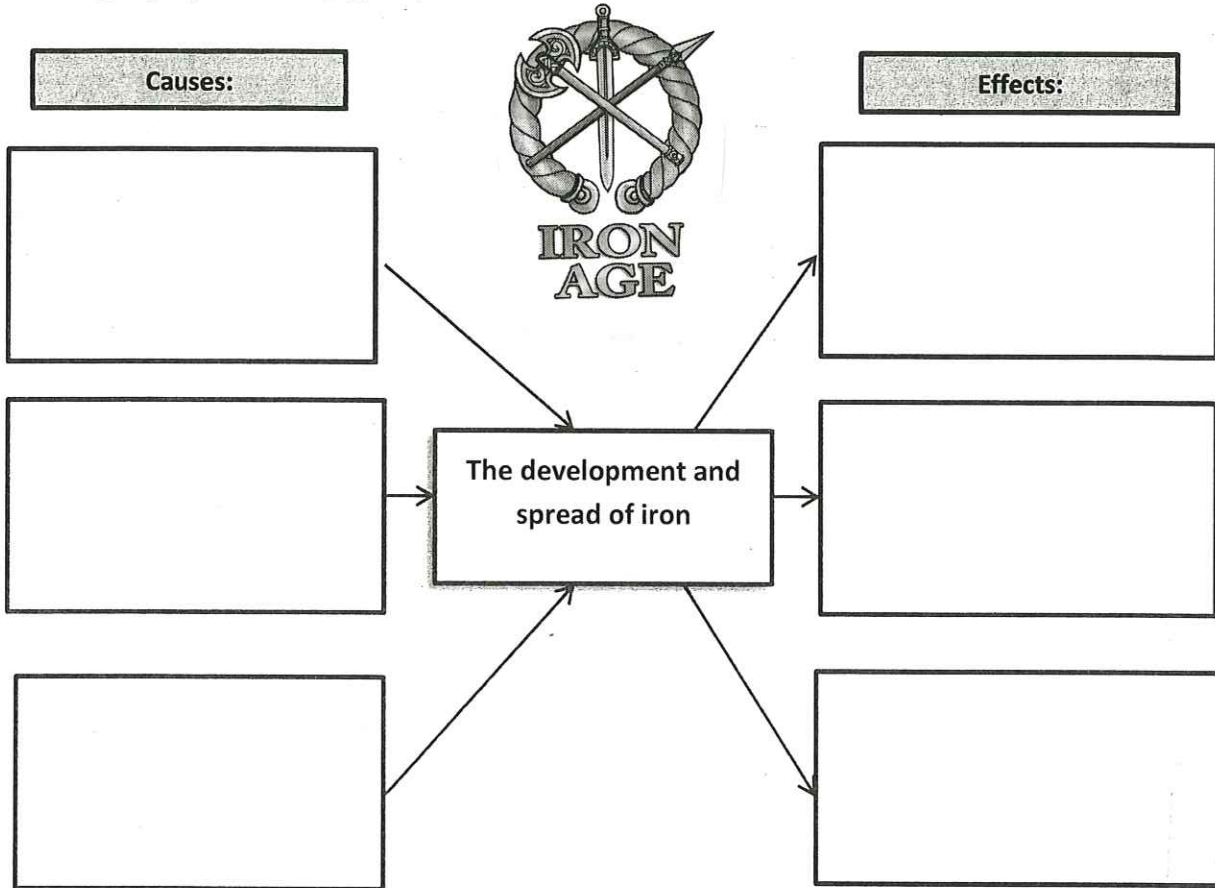 Causes:
Effects:
IRON
AGE
The development and
spread of iron